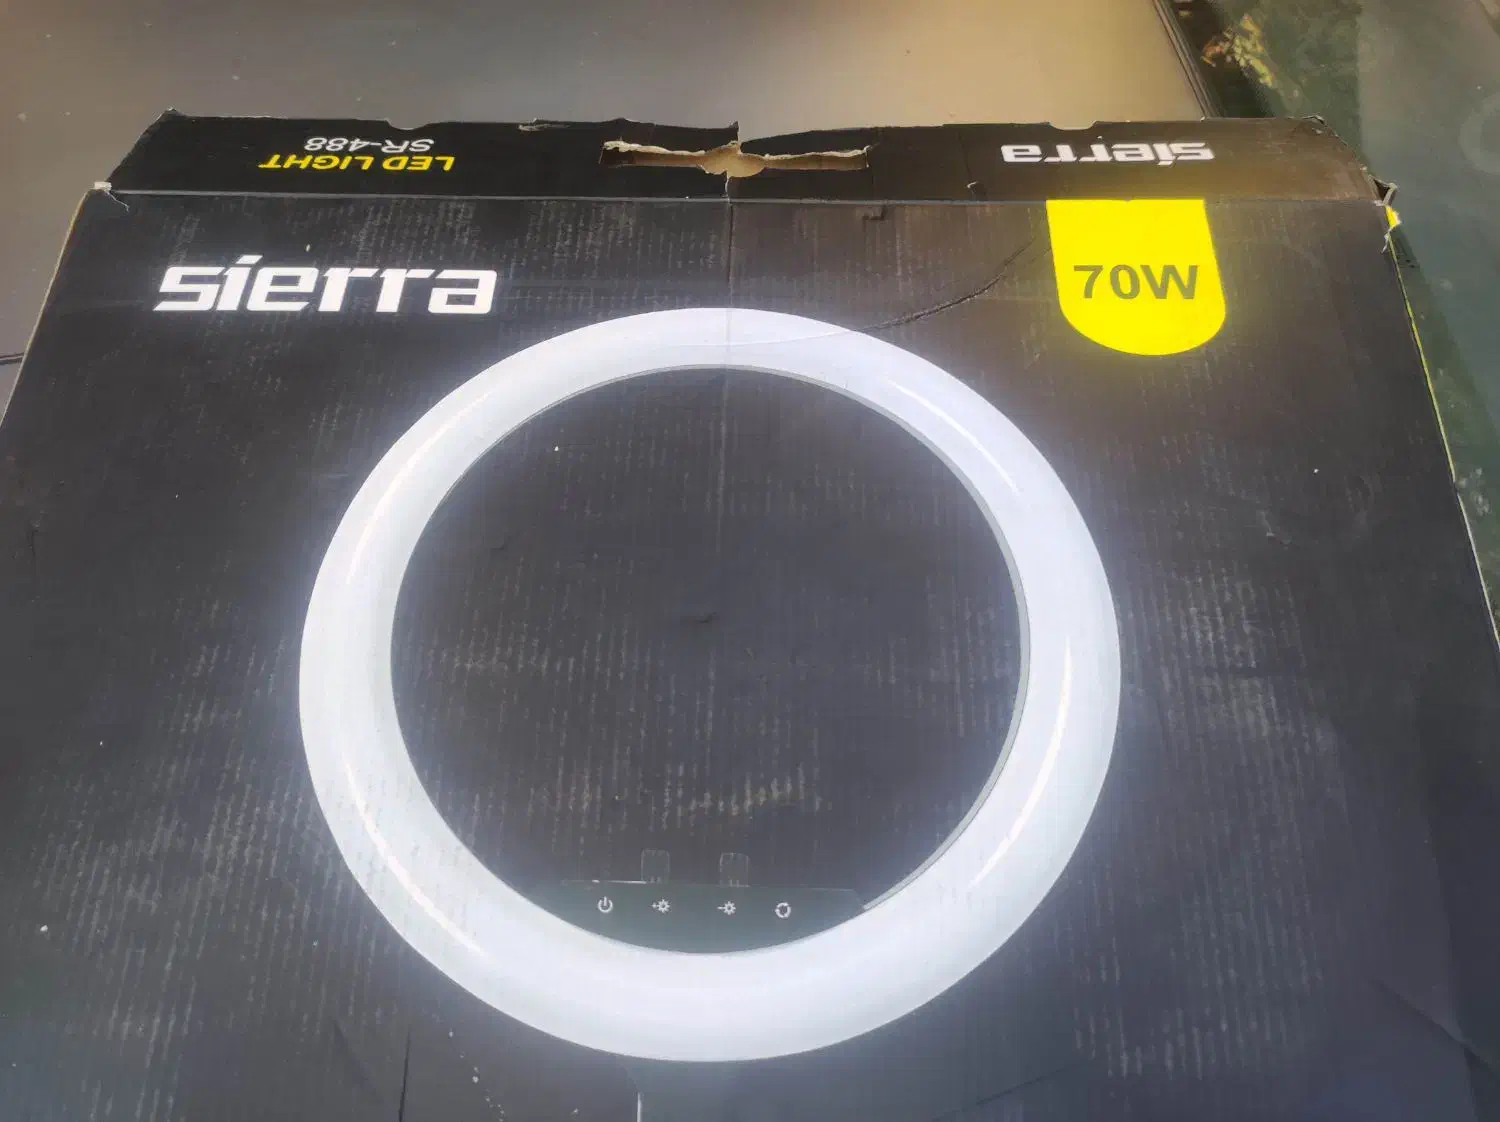 LED LIGHT
SR-488
sierra
sierra
70W